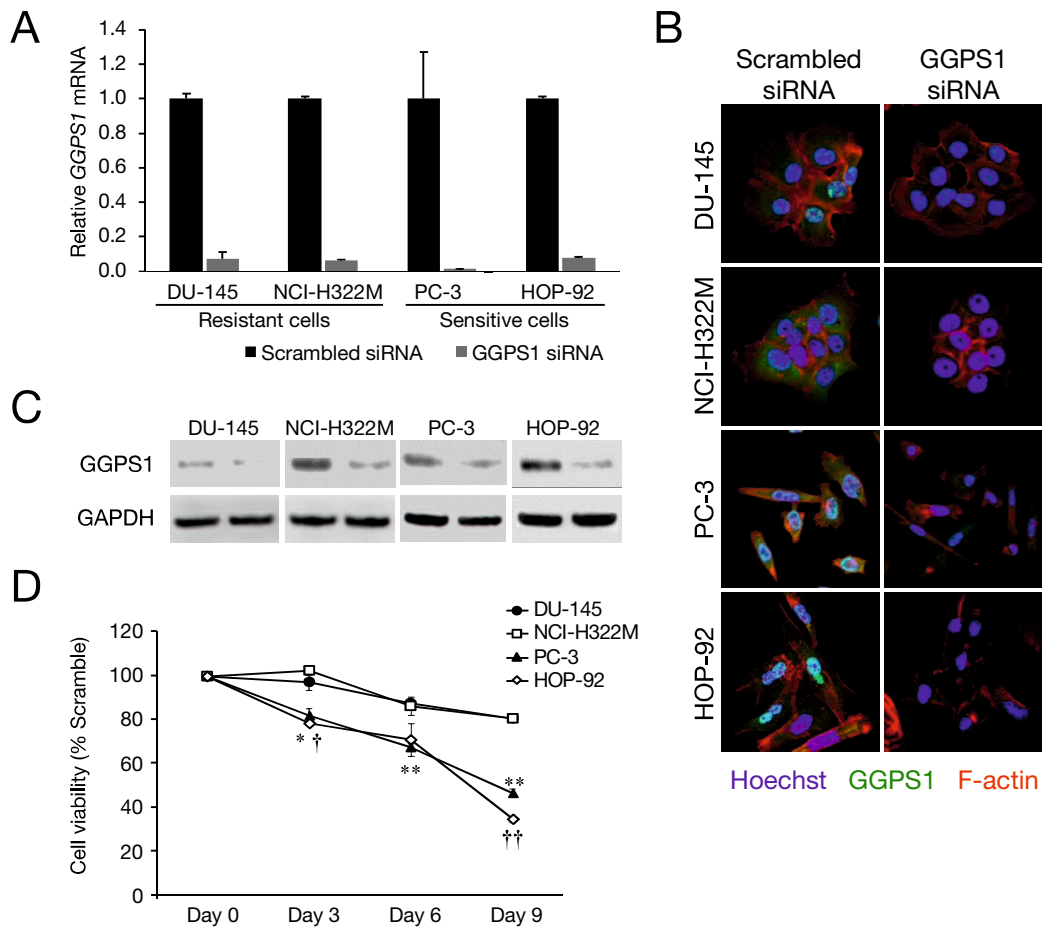 A
Relative GGPS1 mRNA
1.4
1.2
1.0
0.8
0.6
0.4
0.2
0.0
DU-145 NCI-H322M PC-3 HOP-92
Resistant cells Sensitive cells
Scrambled siRNA GGPS1 siRNA
B
Scrambled siRNA
GGPS1 siRNA
DU-145
NCI-H322M
PC-3
HOP-92
Hoechst GGPS1 F-actin
C
DU-145 NCI-H322M PC-3 HOP-92
GGPS1
GAPDH
D
Cell viability (% Scramble)
120
100
80
60
40
20
0
DU-145
NCI-H322M
PC-3
HOP-92
* †
**
**
††
Day 0 Day 3 Day 6 Day 9